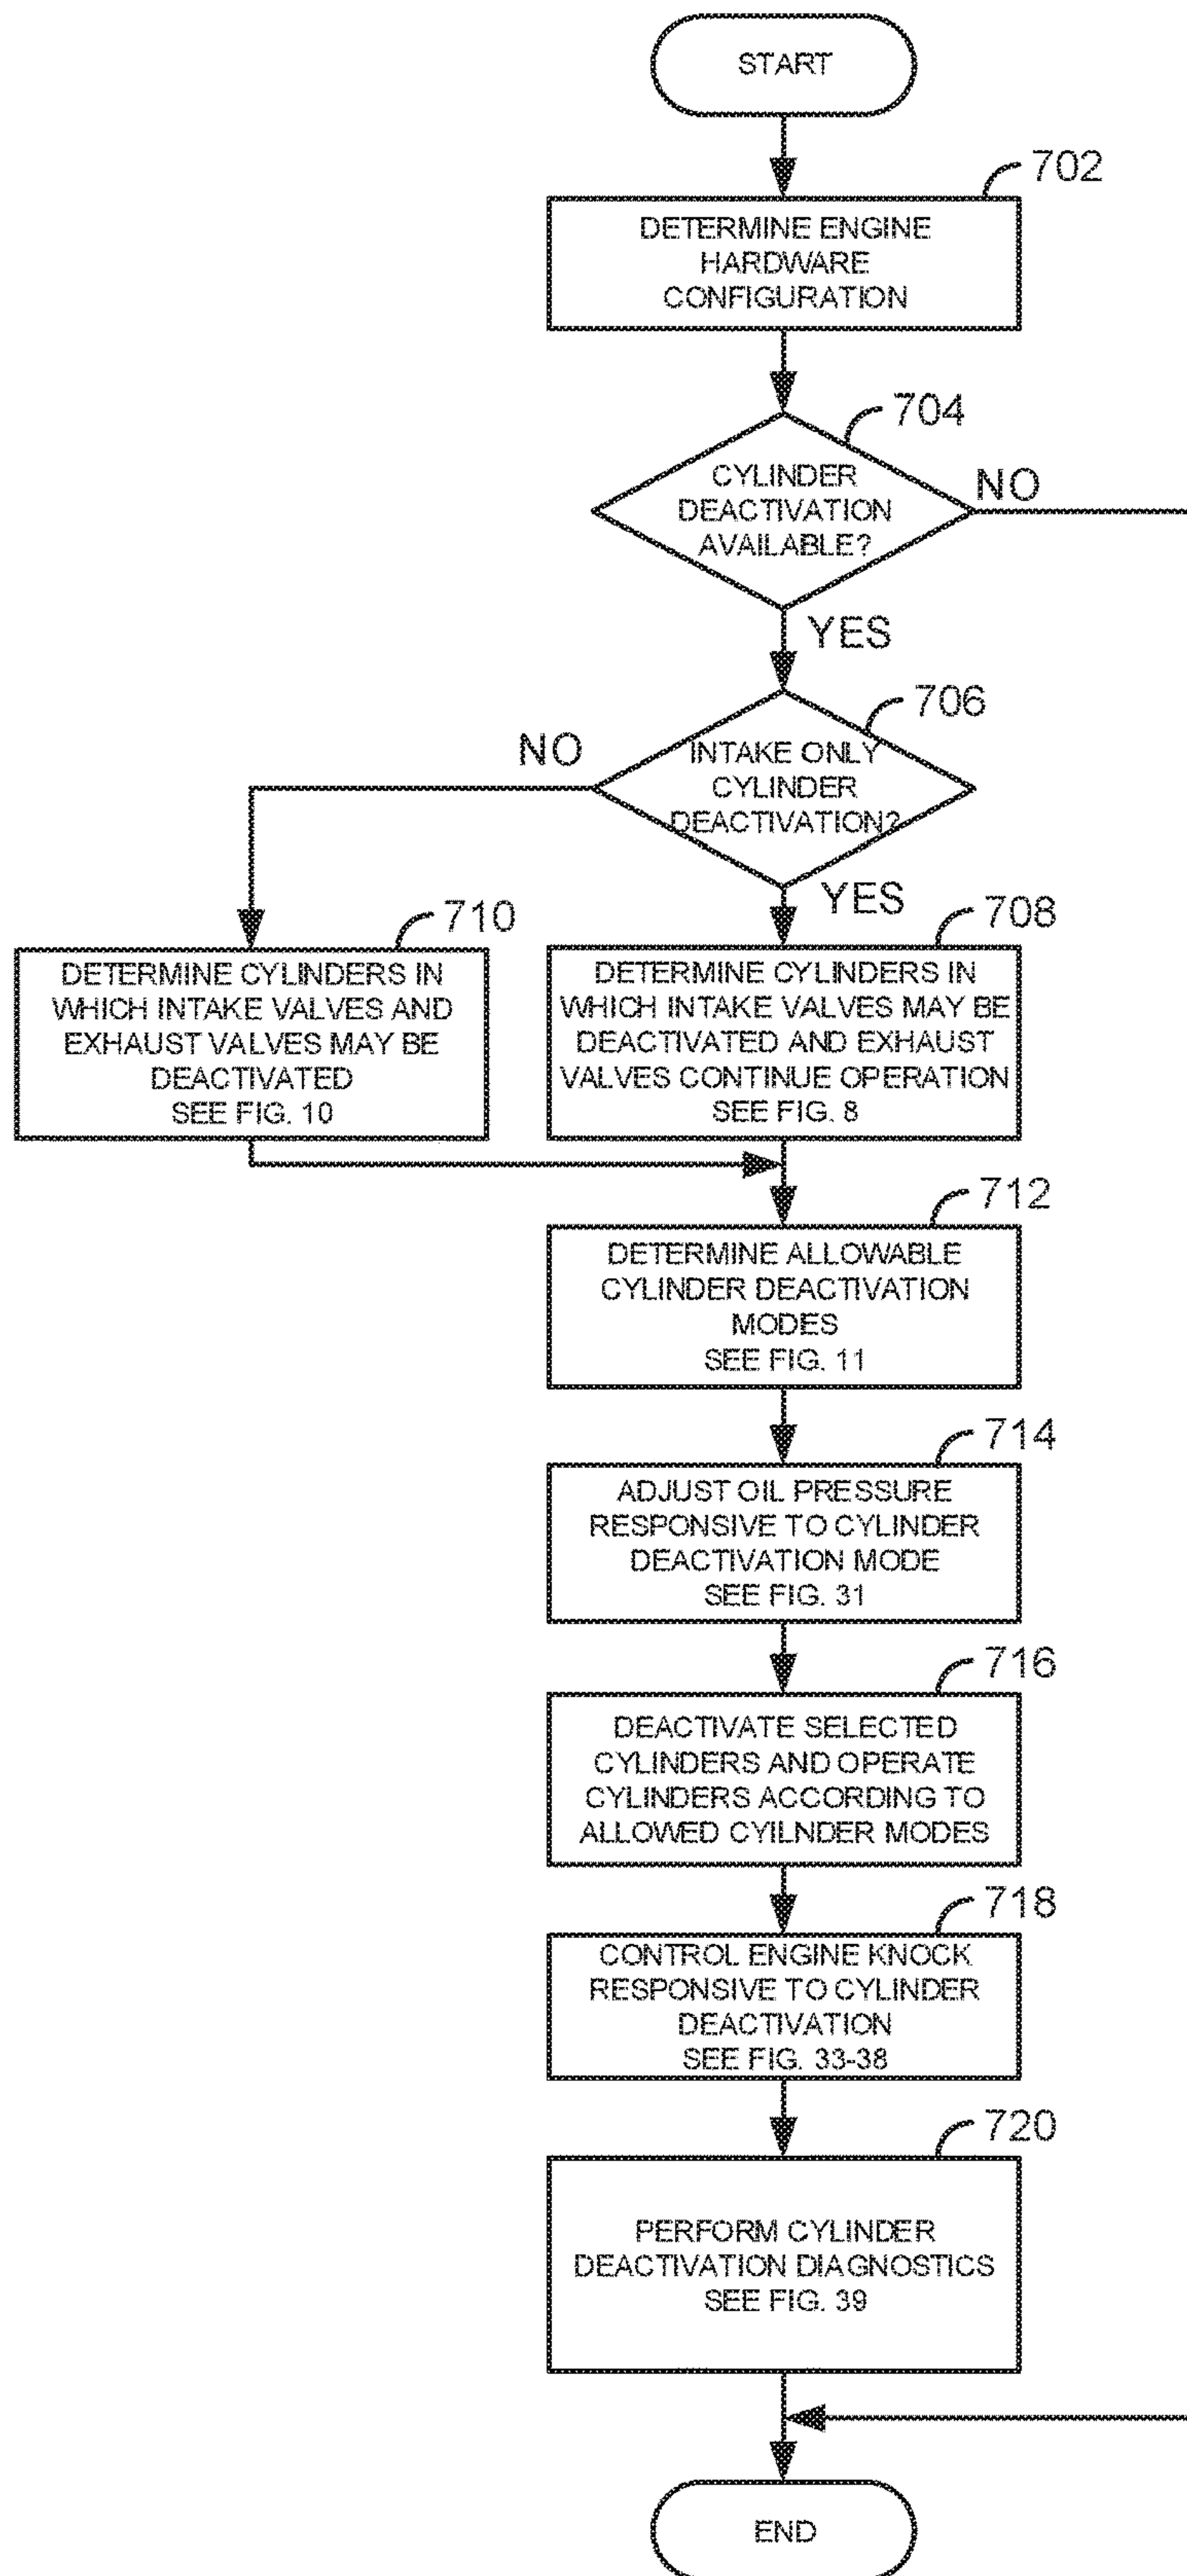 START
702
DETERMINE ENGINE
HARDWARE
CONFIGURATION
704
CYLINDER
DEACTIVATION
AVAILABLE?
NO
YES
706
INTAKE ONLY
CYLINDER
DEACTIVATION?
NO
YES
710
DETERMINE CYLINDERS IN
WHICH INTAKE VALVES AND
EXHAUST VALVES MAY BE
DEACTIVATED
SEE FIG. 10
708
DETERMINE CYLINDERS IN
WHICH INTAKE VALVES MAY BE
DEACTIVATED AND EXHAUST
VALVES CONTINUE OPERATION
SEE FIG. 8
712
DETERMINE ALLOWABLE
CYLINDER DEACTIVATION
MODES
SEE FIG. 11
714
ADJUST OIL PRESSURE
RESPONSIVE TO CYLINDER
DEACTIVATION MODE
SEE FIG. 31
716
DEACTIVATE SELECTED
CYLINDERS AND OPERATE
CYLINDERS ACCORDING TO
ALLOWED CYILNDER MODES
718
CONTROL ENGINE KNOCK
RESPONSIVE TO CYLINDER
DEACTIVATION
SEE FIG. 33-38
720
PERFORM CYLINDER
DEACTIVATION DIAGNOSTICS
SEE FIG. 39
END